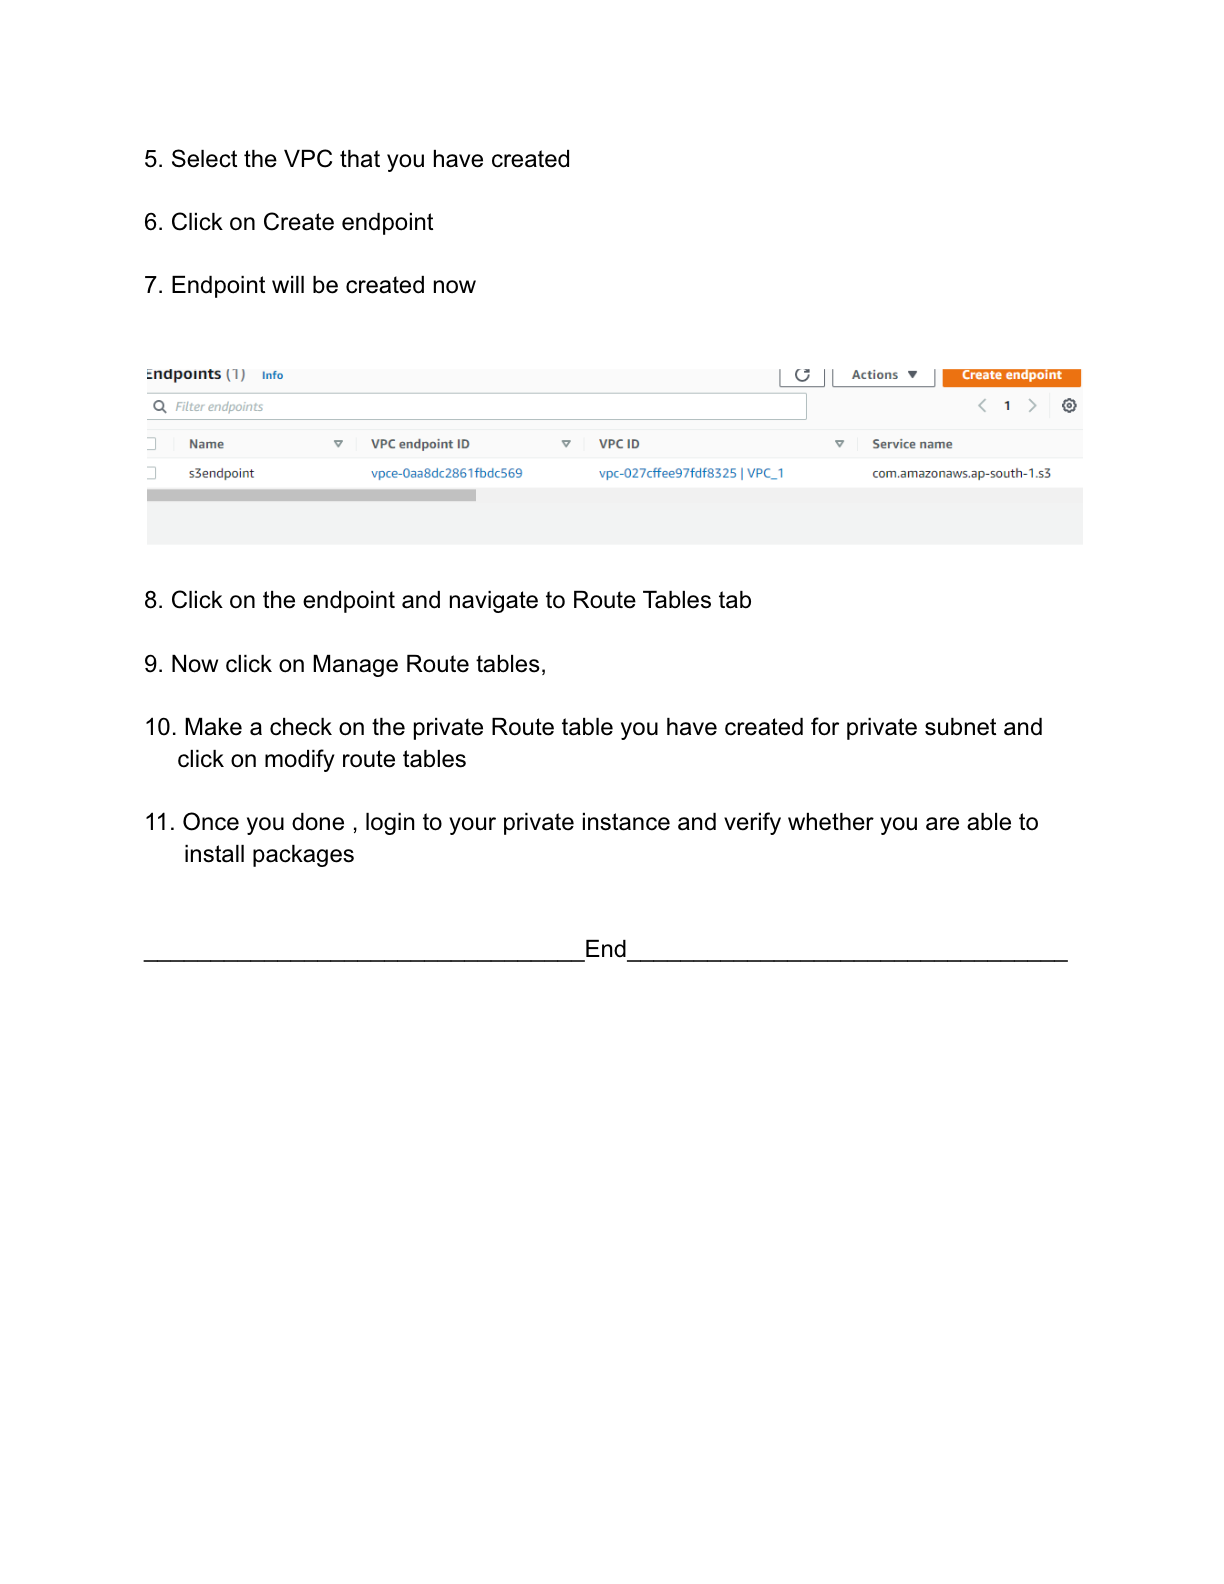 5. Select the VPC that you have created
6. Click on Create endpoint
7. Endpoint will be created now
Endpoints (1) Info Actions Create endpoint
Filter endpoints 1
Name VPC endpoint ID VPC ID Service name
s3endpoint vpce-0aa8dc2861fbdc569 vpc-027cffee97fdf8325 | VPC_1 com.amazonaws.ap-south-1.s3
8. Click on the endpoint and navigate to Route Tables tab
9. Now click on Manage Route tables,
10. Make a check on the private Route table you have created for private subnet and
click on modify route tables
11. Once you done , login to your private instance and verify whether you are able to
install packages
_________________________________End_________________________________